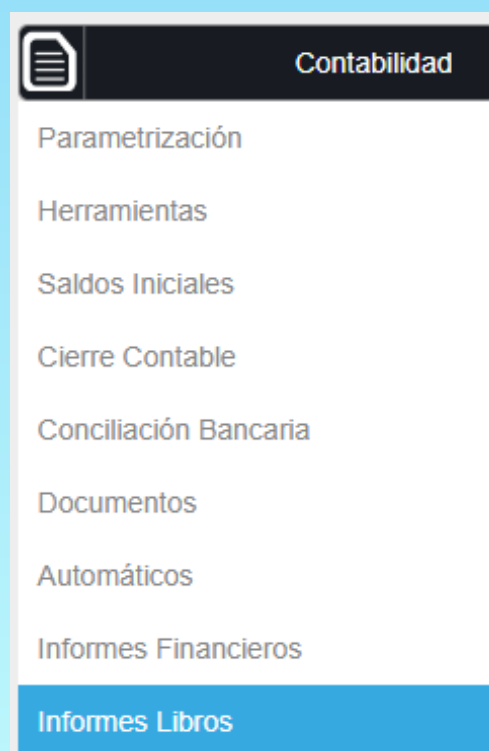 Contabilidad
Parametrización
Herramientas
Saldos Iniciales
Cierre Contable
Conciliación Bancaria
Documentos
Automáticos
Informes Financieros
Informes Libros